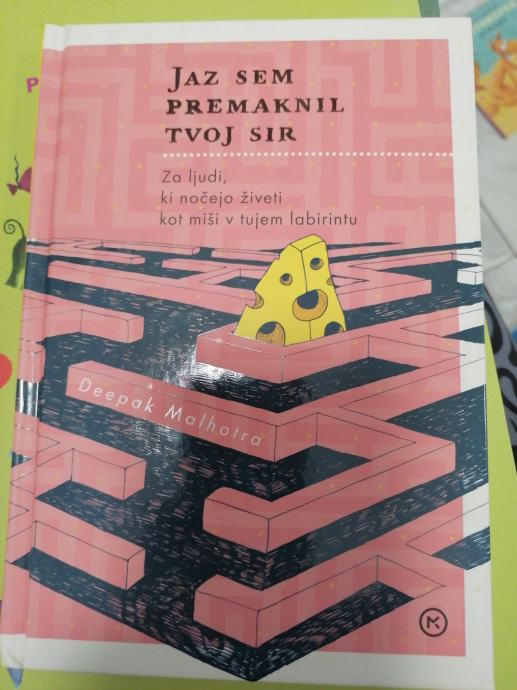 JAZ SEM
PREMAKNIL
TVOJ SIR
Za ljudi,
ki nočejo živeti
kot miši v tujem labirintu
Deepak Malhotra
M